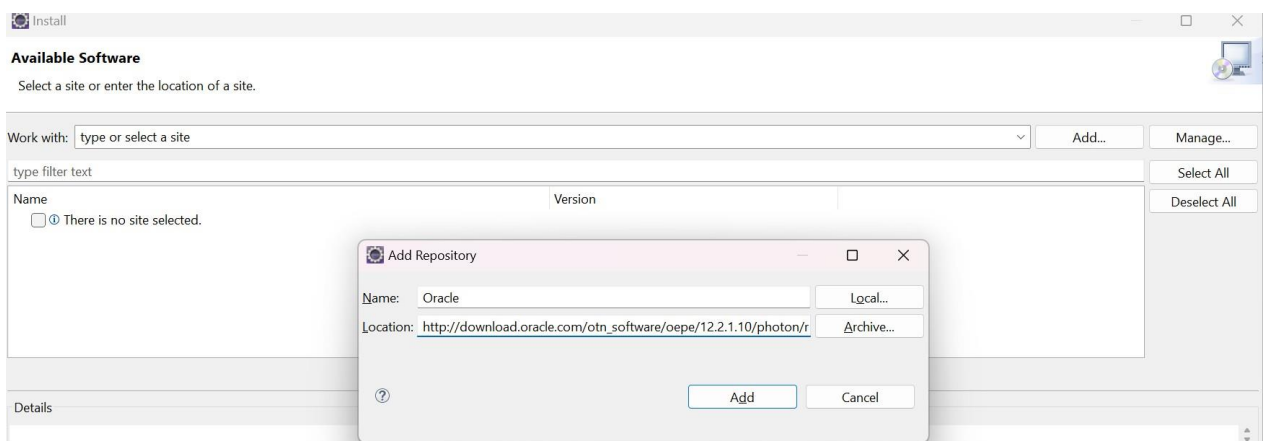 Install
Available Software
Select a site or enter the location of a site.
Work with: type or select a site Add... Manage...
type filter text Select All
Name Version Deselect All
There is no site selected.
Add Repository
Name: Oracle Local...
Location: http://download.oracle.com/otn_software/oepe/12.2.1.10/photon/r Archive...
Add Cancel
Details